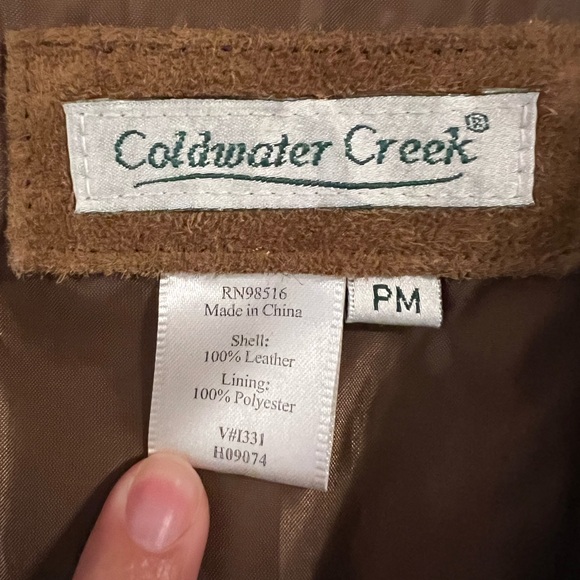 Coldwater Creek®
PM
RN98516
Made in China
Shell:
100% Leather
Lining:
100% Polyester
V#I331
H09074